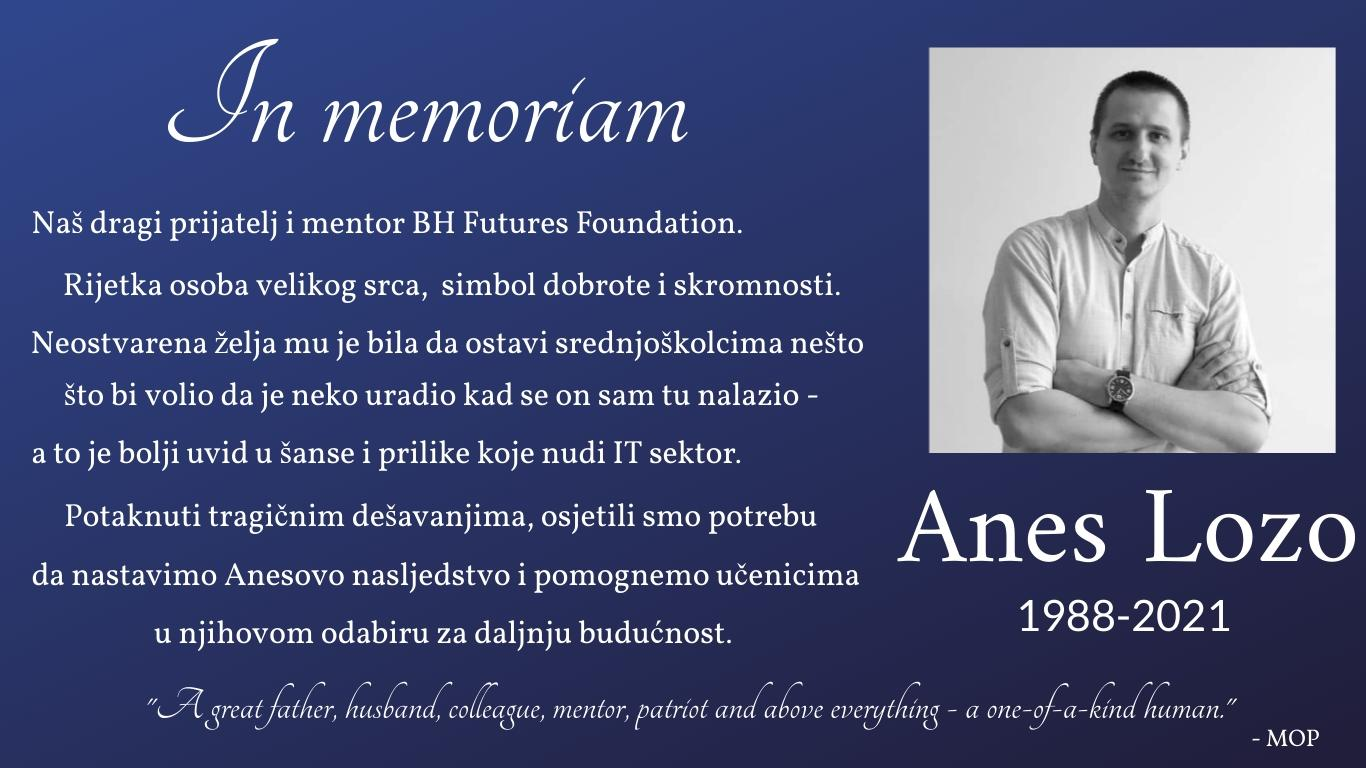 In memoriam
Naš dragi prijatelj i mentor BH Futures Foundation.
Rijetka osoba velikog srca, simbol dobrote i skromnosti.
Neostvarena želja mu je bila da ostavi srednjoškolcima nešto
što bi volio da je neko uradio kad se on sam tu nalazio -
a to je bolji uvid u šanse i prilike koje nudi IT sektor.
Potaknuti tragičnim dešavanjima, osjetili smo potrebu
da nastavimo Anesovo nasljedstvo i pomognemo učenicima
u njihovom odabiru za daljnju budućnost.
Anes Lozo
1988-2021
"A great father, husband, colleague, mentor, patriot and above everything - a one-of-a-kind human."
- MOP